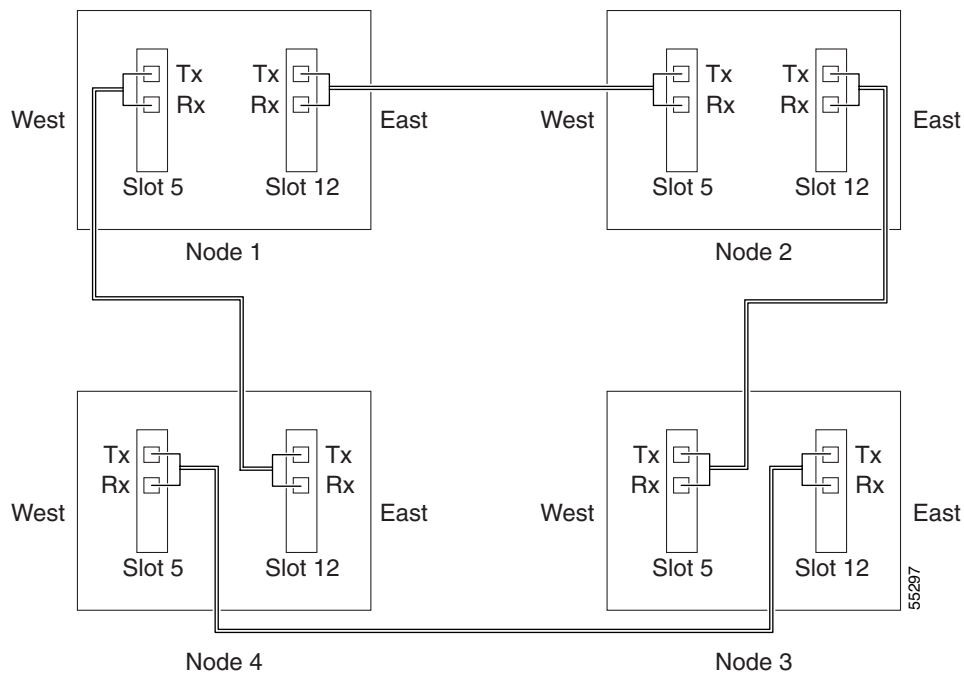 Tx Tx Tx Tx
Rx Rx Rx Rx
West East West East
Slot 5 Slot 12 Slot 5 Slot 12
Node 1 Node 2
Tx Tx Tx Tx
Rx Rx Rx Rx
West East West East
Slot 5 Slot 12 Slot 5 Slot 12
55297
Node 4 Node 3